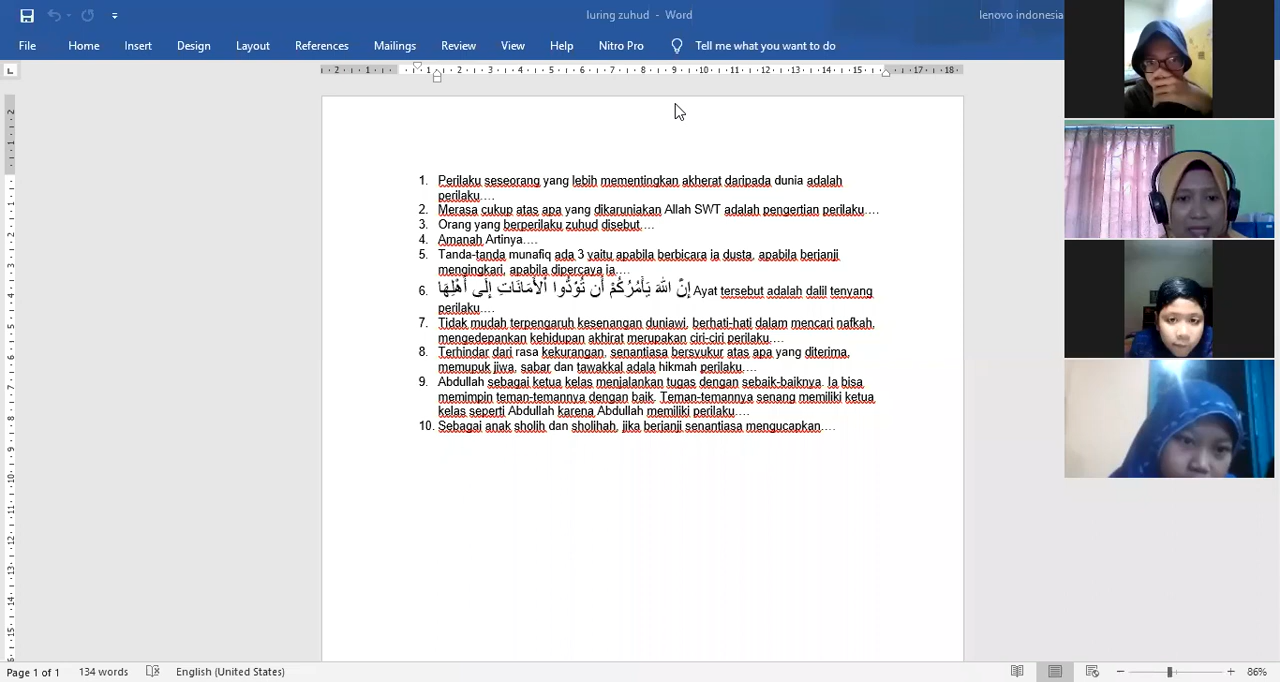 luring zuhud - Word
lenovo indonesia
File Home Insert Design Layout References Mailings Review View Help Nitro Pro Tell me what you want to do
1. Perilaku seseorang yang lebih mementingkan akherat daripada dunia adalah
perilaku....
2. Merasa cukup atas apa yang dikaruniakan Allah SWT adalah pengertian perilaku....
3. Orang yang berperilaku zuhud disebut....
4. Amanah Artinya....
5. Tanda-tanda munafiq ada 3 yaitu apabila berbicara ia dusta, apabila berjanji
mengingkari, apabila dipercaya ia....
6. إِنَّ اللهَ يَأْمُرُكُمْ أَن تُؤَدُّوا الْأَمَانَاتِ إِلَى أَهْلِهَا Ayat tersebut adalah dalil tenyang
perilaku....
7. Tidak mudah terpengaruh kesenangan duniawi, berhati-hati dalam mencari nafkah,
mengedepankan kehidupan akhirat merupakan ciri-ciri perilaku....
8. Terhindar dari rasa kekurangan, senantiasa bersyukur atas apa yang diterima,
memupuk jiwa, sabar dan tawakkal adala hikmah perilaku....
9. Abdullah sebagai ketua kelas menjalankan tugas dengan sebaik-baiknya. Ia bisa
memimpin teman-temannya dengan baik. Teman-temannya senang memiliki ketua
kelas seperti Abdullah karena Abdullah memiliki perilaku....
10. Sebagai anak sholih dan sholihah, jika berjanji senantiasa mengucapkan....
Page 1 of 1 134 words English (United States) 86%